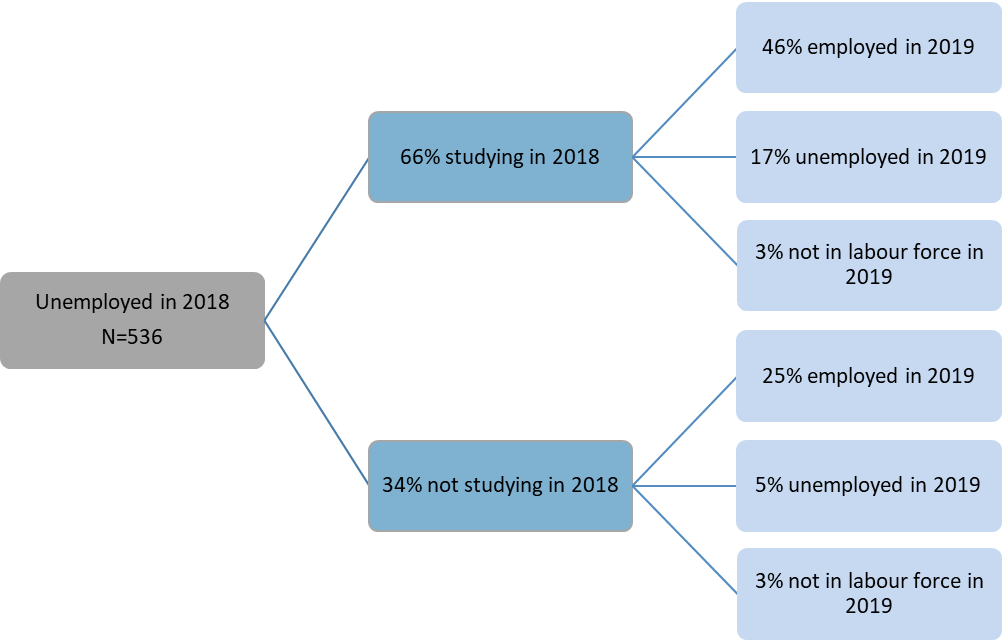 46% employed in 2019
66% studying in 2018
17% unemployed in 2019
3% not in labour force in
2019
Unemployed in 2018
N=536
25% employed in 2019
34% not studying in 2018
5% unemployed in 2019
3% not in labour force in
2019